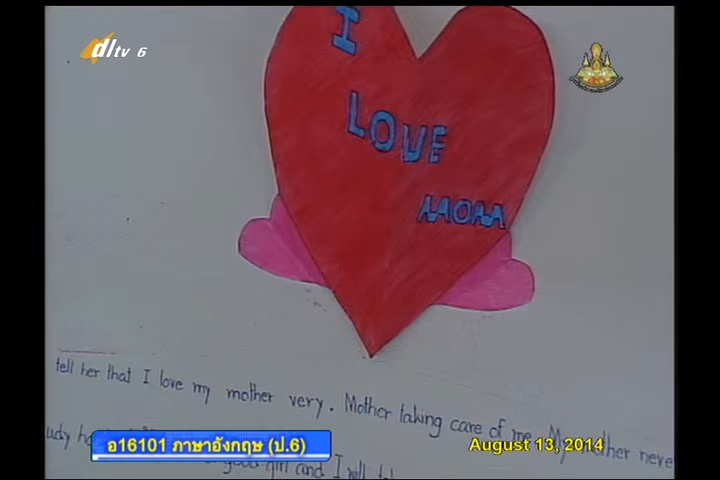 dltv 6
I
LOVE
MOM
tell her that I love my mother very. Mother taking care of me. My mother neve
udy
good girl and I will
อ16101 ภาษาอังกฤษ (ป.6)
August 13, 2014